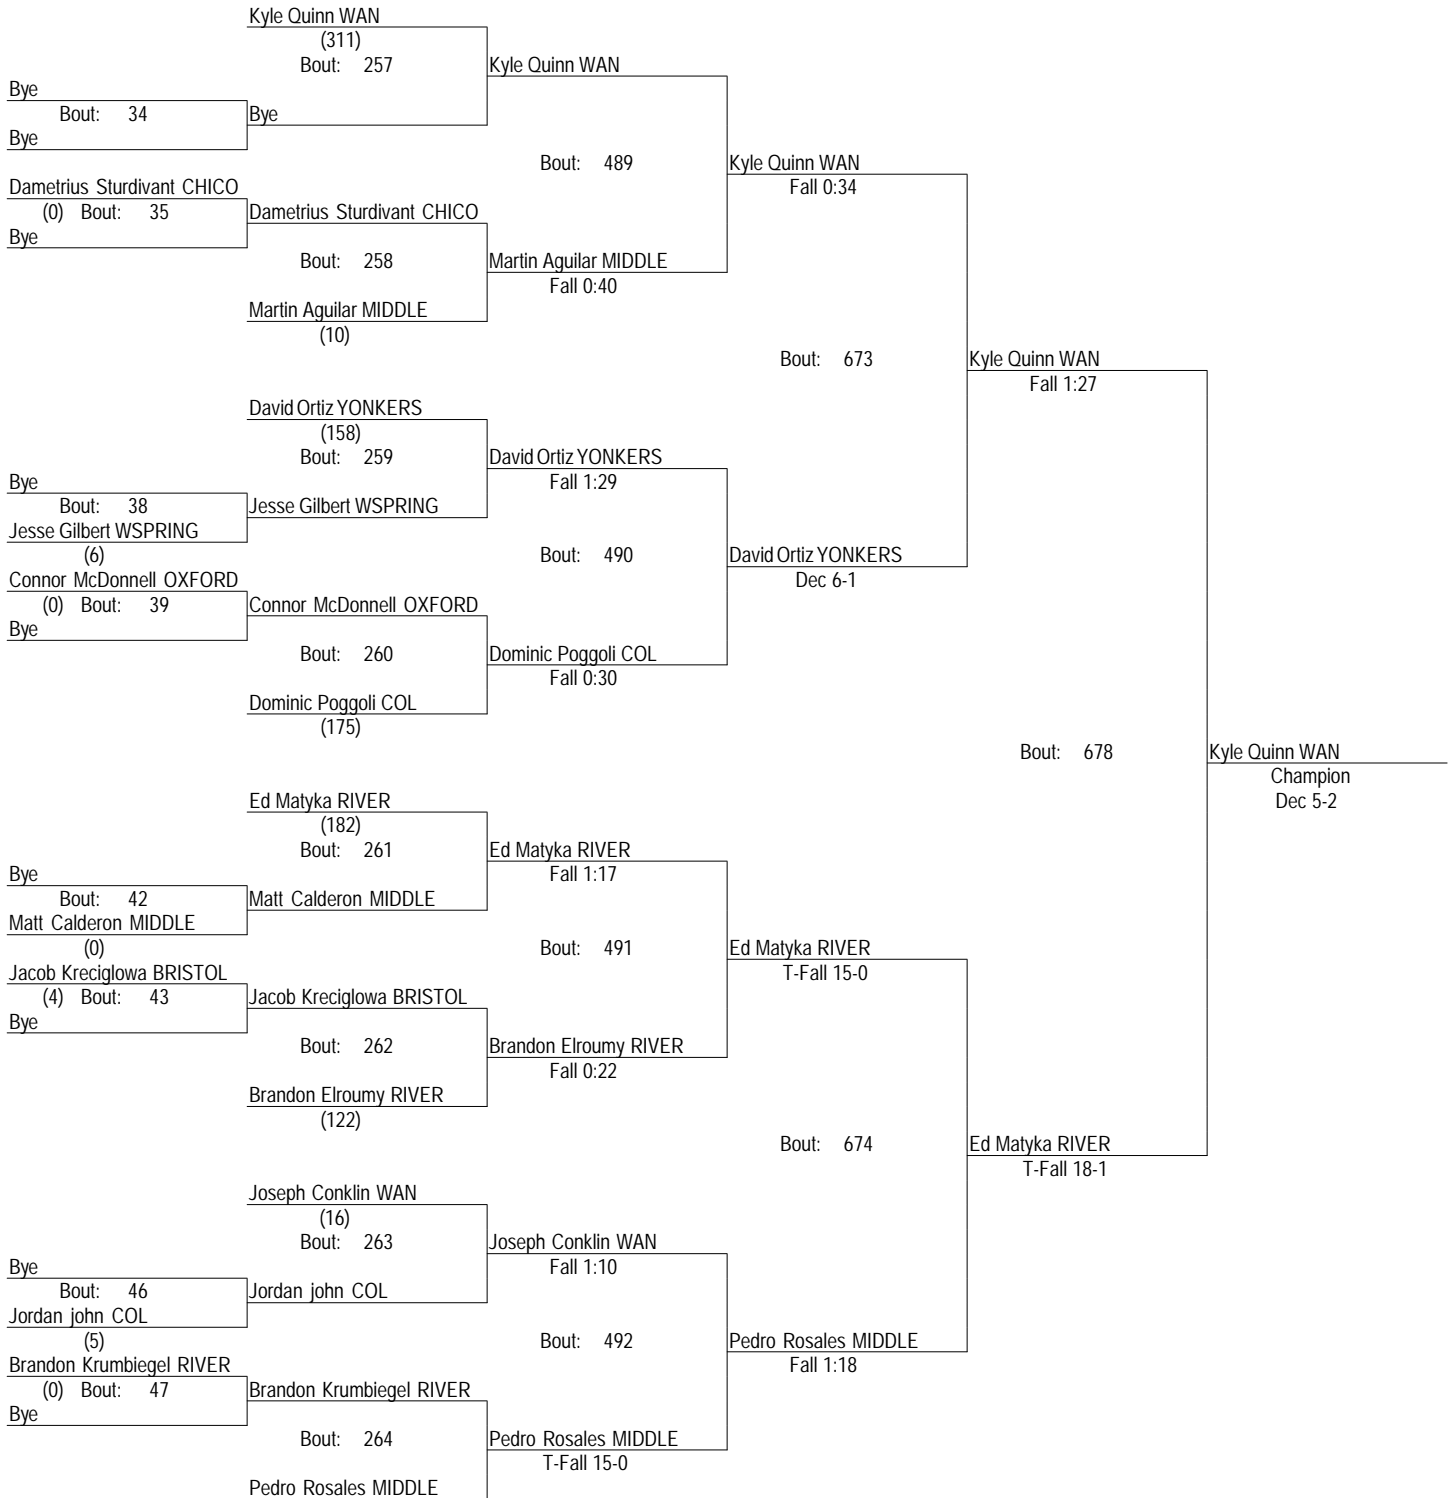 Kyle Quinn WAN
(311)
Bout: 257
Kyle Quinn WAN
Bye
Bout: 34
Bye
Bye
Bout: 489
Kyle Quinn WAN
Fall 0:34
Dametrius Sturdivant CHICO
(0) Bout: 35
Dametrius Sturdivant CHICO
Bye
Bout: 258
Martin Aguilar MIDDLE
Fall 0:40
Martin Aguilar MIDDLE
(10)
Bout: 673
Kyle Quinn WAN
Fall 1:27
David Ortiz YONKERS
(158)
Bout: 259
David Ortiz YONKERS
Fall 1:29
Bye
Bout: 38
Jesse Gilbert WSPRING
Jesse Gilbert WSPRING
(6)
Bout: 490
David Ortiz YONKERS
Dec 6-1
Connor McDonnell OXFORD
(0) Bout: 39
Connor McDonnell OXFORD
Bye
Bout: 260
Dominic Poggoli COL
Fall 0:30
Dominic Poggoli COL
(175)
Bout: 678
Kyle Quinn WAN
Champion
Dec 5-2
Ed Matyka RIVER
(182)
Bout: 261
Ed Matyka RIVER
Fall 1:17
Bye
Bout: 42
Matt Calderon MIDDLE
Matt Calderon MIDDLE
(0)
Bout: 491
Ed Matyka RIVER
T-Fall 15-0
Jacob Kreciglowa BRISTOL
(4) Bout: 43
Jacob Kreciglowa BRISTOL
Bye
Bout: 262
Brandon Elroumy RIVER
Fall 0:22
Brandon Elroumy RIVER
(122)
Bout: 674
Ed Matyka RIVER
T-Fall 18-1
Joseph Conklin WAN
(16)
Bout: 263
Joseph Conklin WAN
Fall 1:10
Bye
Bout: 46
Jordan john COL
Jordan john COL
(5)
Bout: 492
Pedro Rosales MIDDLE
Fall 1:18
Brandon Krumbiegel RIVER
(0) Bout: 47
Brandon Krumbiegel RIVER
Bye
Bout: 264
Pedro Rosales MIDDLE
T-Fall 15-0
Pedro Rosales MIDDLE